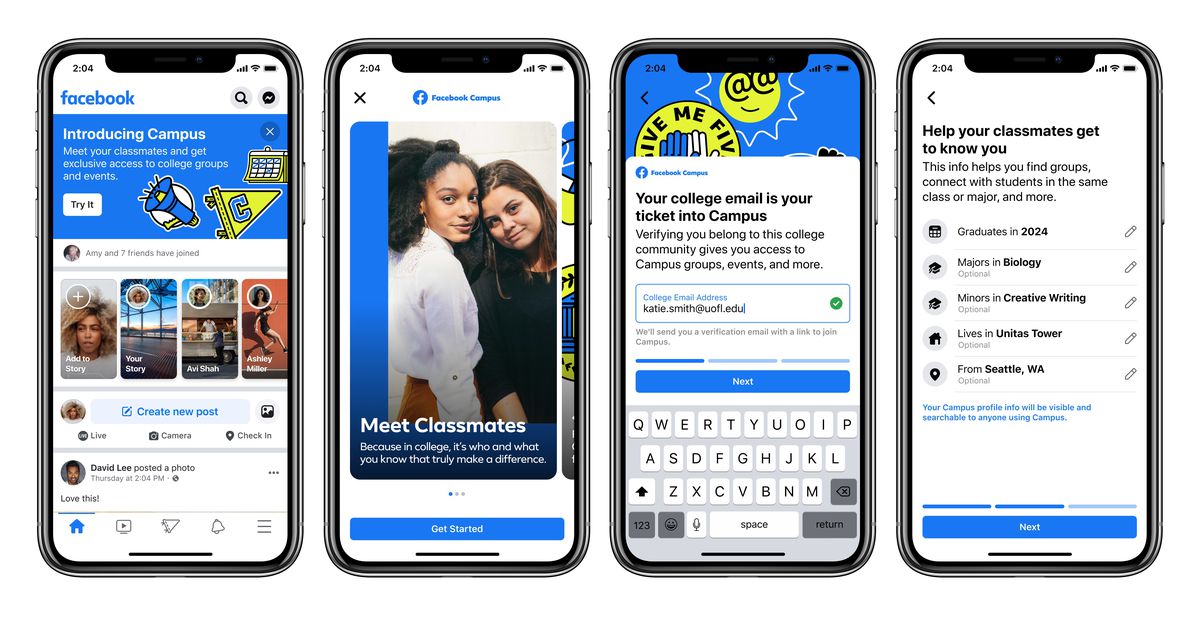 2:04
facebook
Introducing Campus
Meet your classmates and get
exclusive access to college groups
and events.
Try It
C
Amy and 7 friends have joined
Add to
Story
Your
Story
Avi Shah
Ashley
Miller
Create new post
LIVE Live
Camera
Check In
David Lee posted a photo
Thursday at 2:04 PM ·
Love this!
2:04
Facebook Campus
Meet Classmates
Because in college, it's who and what
you know that truly make a difference.
Get Started
2:04
@@
GIVE ME FIVE
Facebook Campus
Your college email is your
ticket into Campus
Verifying you belong to this college
community gives you access to
Campus groups, events, and more.
College Email Address
katie.smith@uofl.edu
We'll send you a verification email with a link to join
Campus.
Next
Q W E R T Y U O I P
A S D F G H J K L
Z X C V B N M
123 space return
2:04
Help your classmates get
to know you
This info helps you find groups,
connect with students in the same
class or major, and more.
Graduates in 2024
Majors in Biology
Optional
Minors in Creative Writing
Optional
Lives in Unitas Tower
Optional
From Seattle, WA
Optional
Your Campus profile info will be visible and
searchable to anyone using Campus.
Next